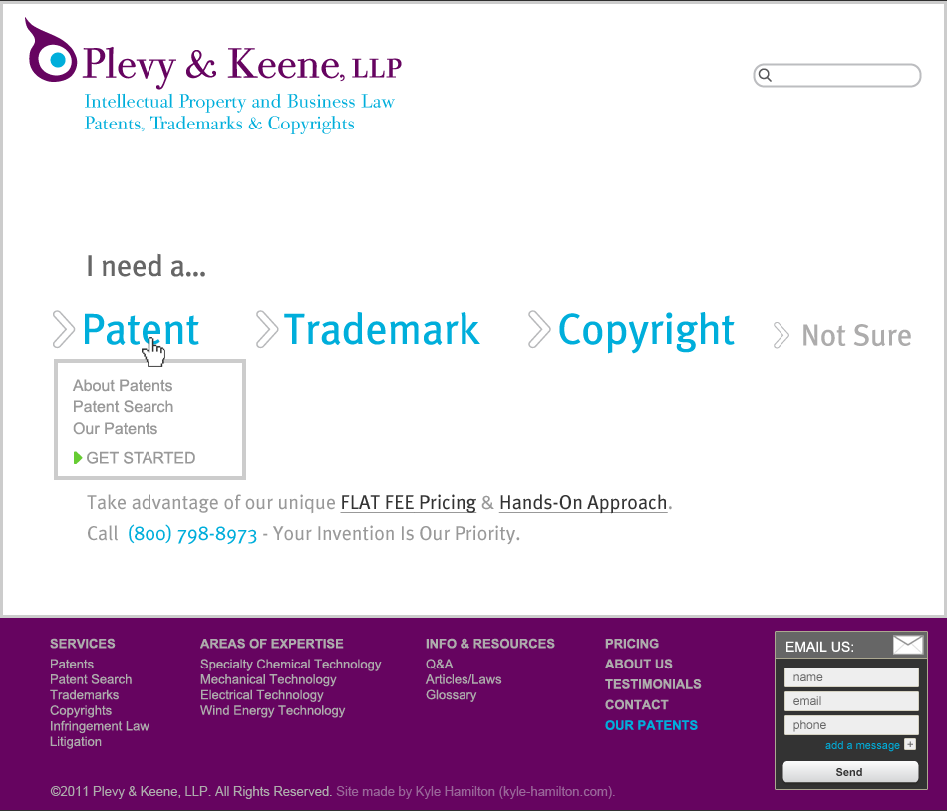 Plevy & Keene, LLP
Intellectual Property and Business Law
Patents, Trademarks & Copyrights
I need a...
Patent
Trademark
Copyright
Not Sure
About Patents
Patent Search
Our Patents
GET STARTED
Take advantage of our unique FLAT FEE Pricing & Hands-On Approach.
Call (800) 798-8973 - Your Invention Is Our Priority.
SERVICES
Patents
Patent Search
Trademarks
Copyrights
Infringement Law
Litigation
AREAS OF EXPERTISE
Specialty Chemical Technology
Mechanical Technology
Electrical Technology
Wind Energy Technology
INFO & RESOURCES
Q&A
Articles/Laws
Glossary
PRICING
ABOUT US
TESTIMONIALS
CONTACT
OUR PATENTS
EMAIL US:
name
email
phone
add a message +
Send
©2011 Plevy & Keene, LLP. All Rights Reserved. Site made by Kyle Hamilton (kyle-hamilton.com).